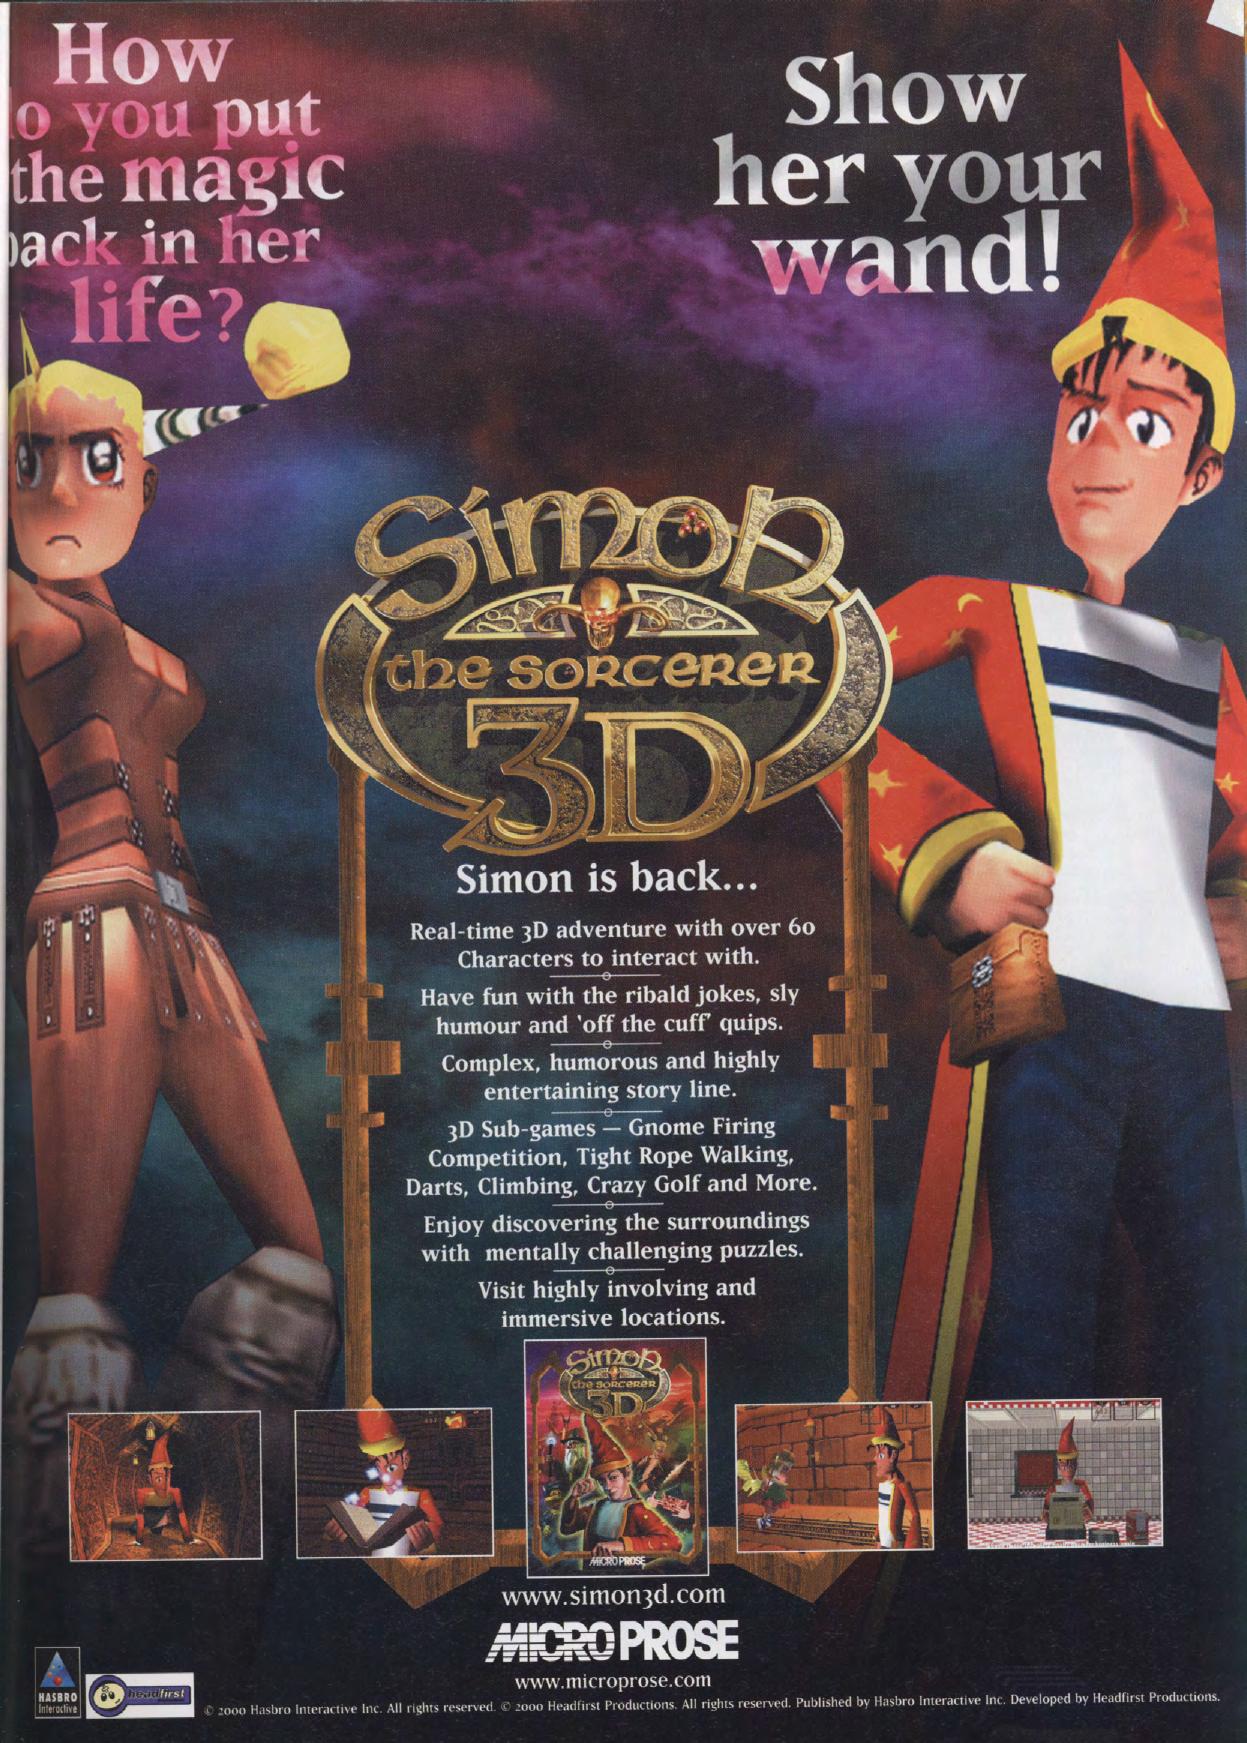 How
o you put
the magic
back in her
life?
Show
her your
wand!
Simon
the SORCERER
3D
Simon is back...
Real-time 3D adventure with over 60
Characters to interact with.
Have fun with the ribald jokes, sly
humour and 'off the cuff' quips.
Complex, humorous and highly
entertaining story line.
3D Sub-games — Gnome Firing
Competition, Tight Rope Walking,
Darts, Climbing, Crazy Golf and More.
Enjoy discovering the surroundings
with mentally challenging puzzles.
Visit highly involving and
immersive locations.
Simon
the SORCERER
3D
MICROPROSE
www.simon3d.com
MICROPROSE
www.microprose.com
HASBRO
Interactive
headfirst
© 2000 Hasbro Interactive Inc. All rights reserved. © 2000 Headfirst Productions. All rights reserved. Published by Hasbro Interactive Inc. Developed by Headfirst Productions.